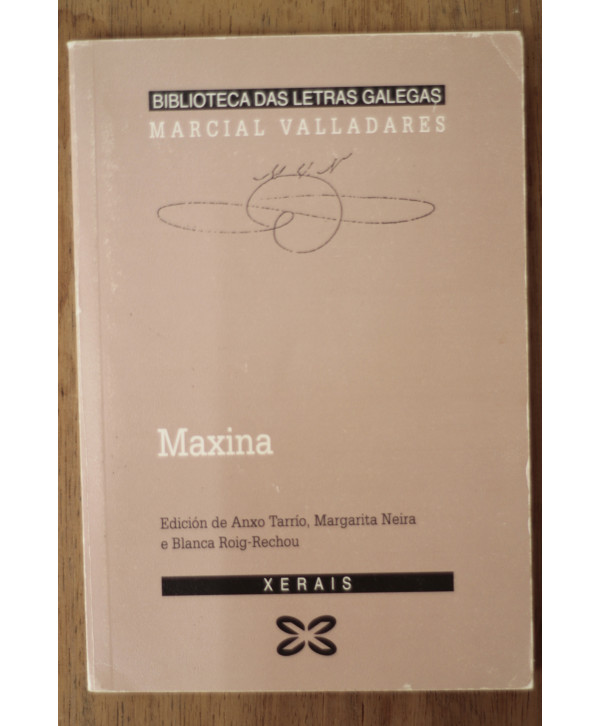 BIBLIOTECA DAS LETRAS GALEGAS
MARCIAL VALLADARES
M V N
Maxina
Edición de Anxo Tarrío, Margarita Neira
e Blanca Roig-Rechou
XERAIS